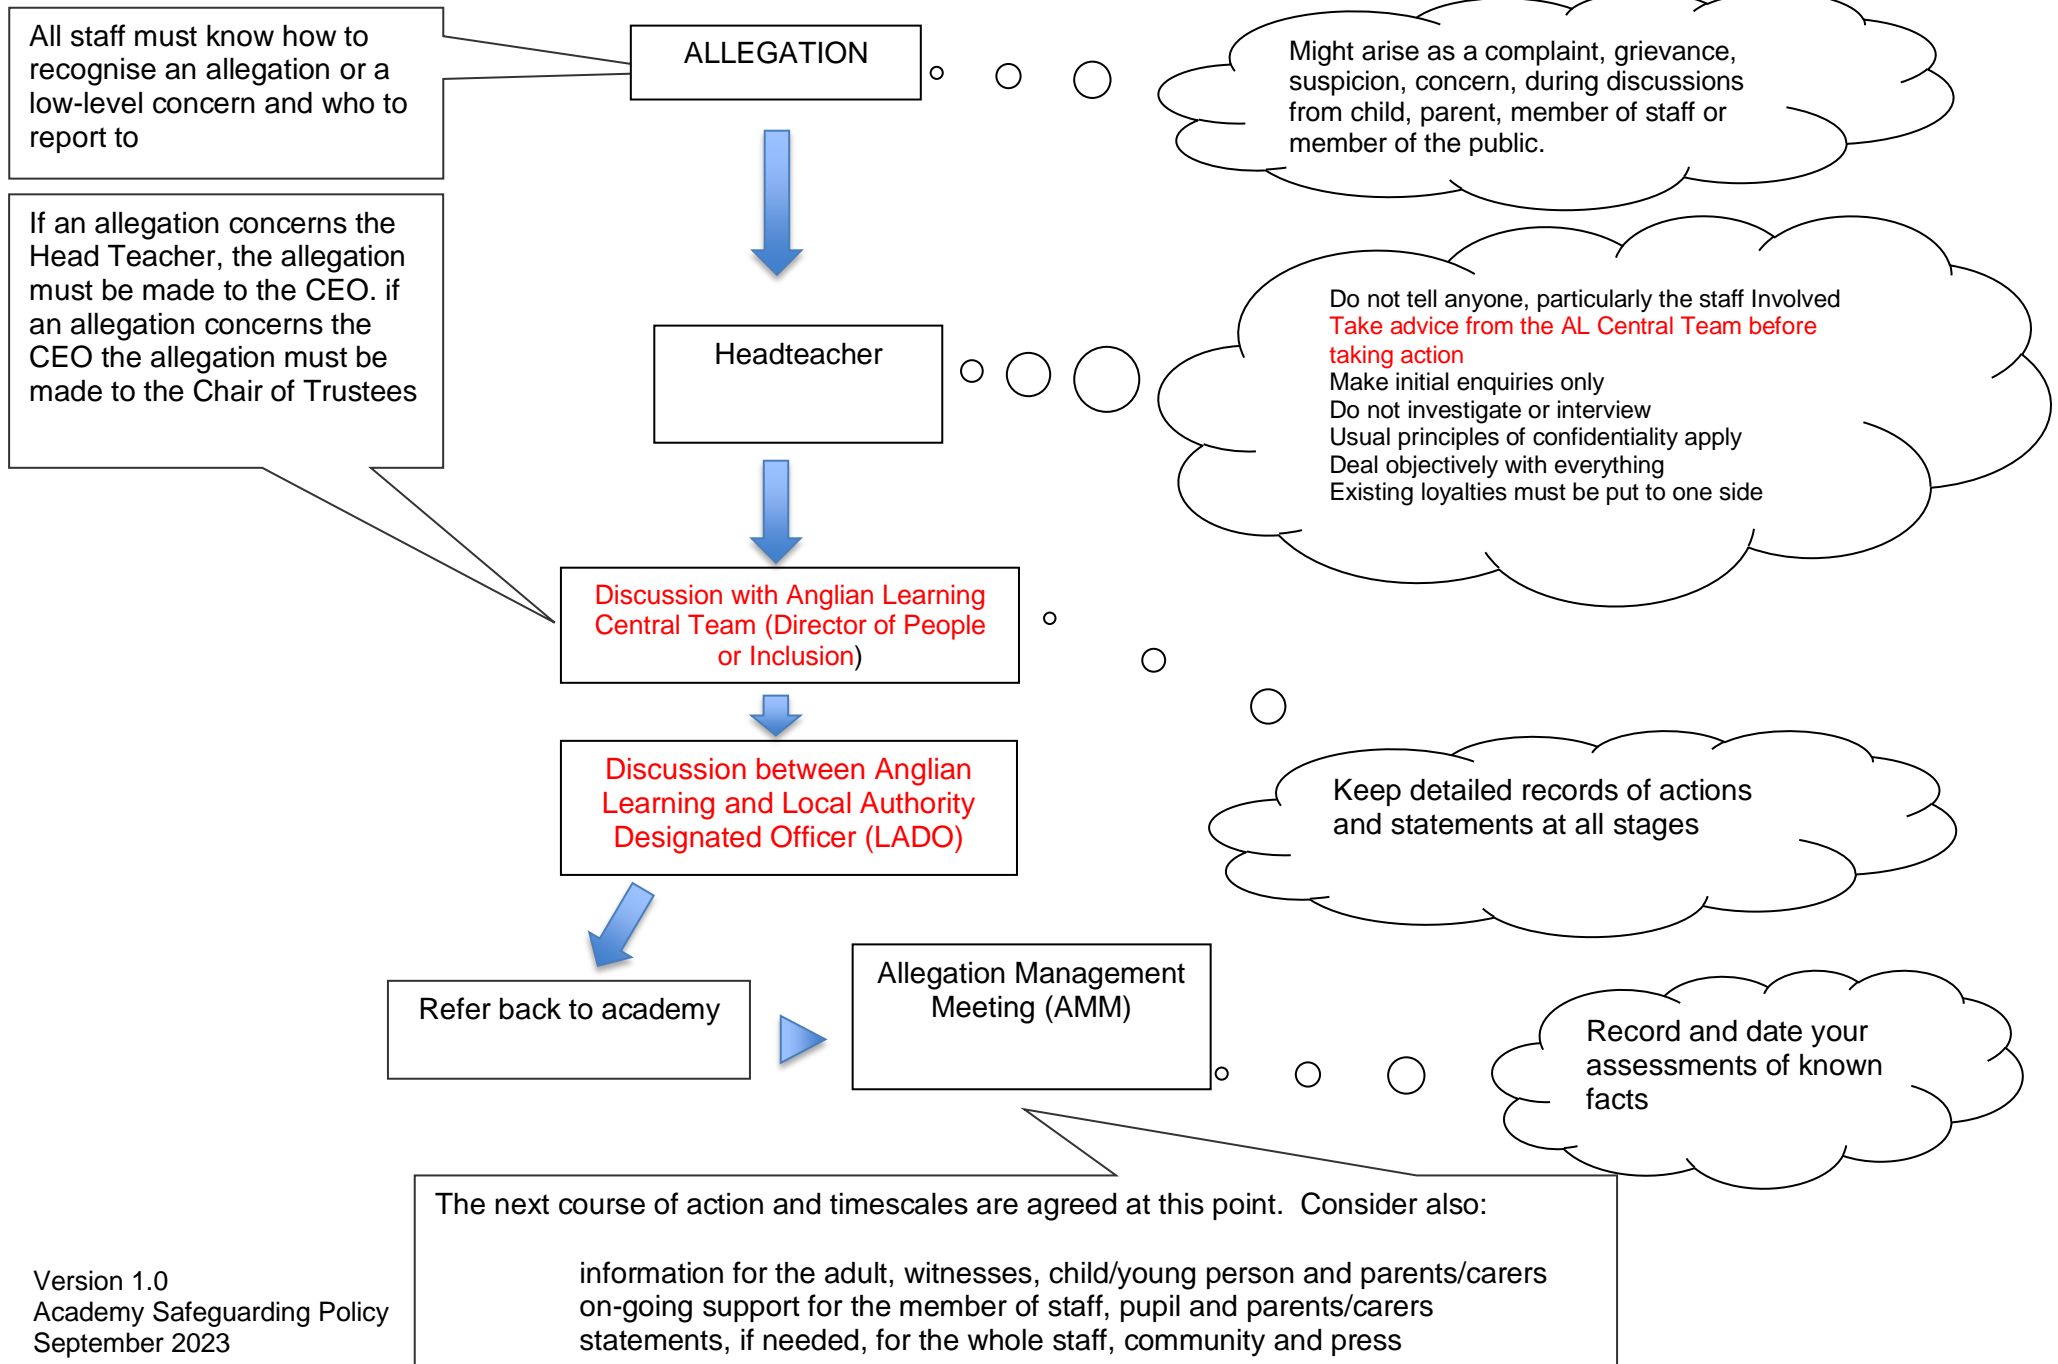 All staff must know how to
recognise an allegation or a
low-level concern and who to
report to
ALLEGATION
Might arise as a complaint, grievance,
suspicion, concern, during discussions
from child, parent, member of staff or
member of the public.
If an allegation concerns the
Head Teacher, the allegation
must be made to the CEO. if
an allegation concerns the
CEO the allegation must be
made to the Chair of Trustees
Headteacher
Do not tell anyone, particularly the staff Involved
Take advice from the AL Central Team before
taking action
Make initial enquiries only
Do not investigate or interview
Usual principles of confidentiality apply
Deal objectively with everything
Existing loyalties must be put to one side
Discussion with Anglian Learning
Central Team (Director of People
or Inclusion)
Discussion between Anglian
Learning and Local Authority
Designated Officer (LADO)
Keep detailed records of actions
and statements at all stages
Refer back to academy
Allegation Management
Meeting (AMM)
Record and date your
assessments of known
facts
The next course of action and timescales are agreed at this point.  Consider also:
information for the adult, witnesses, child/young person and parents/carers
on-going support for the member of staff, pupil and parents/carers
statements, if needed, for the whole staff, community and press
Version 1.0
Academy Safeguarding Policy
September 2023